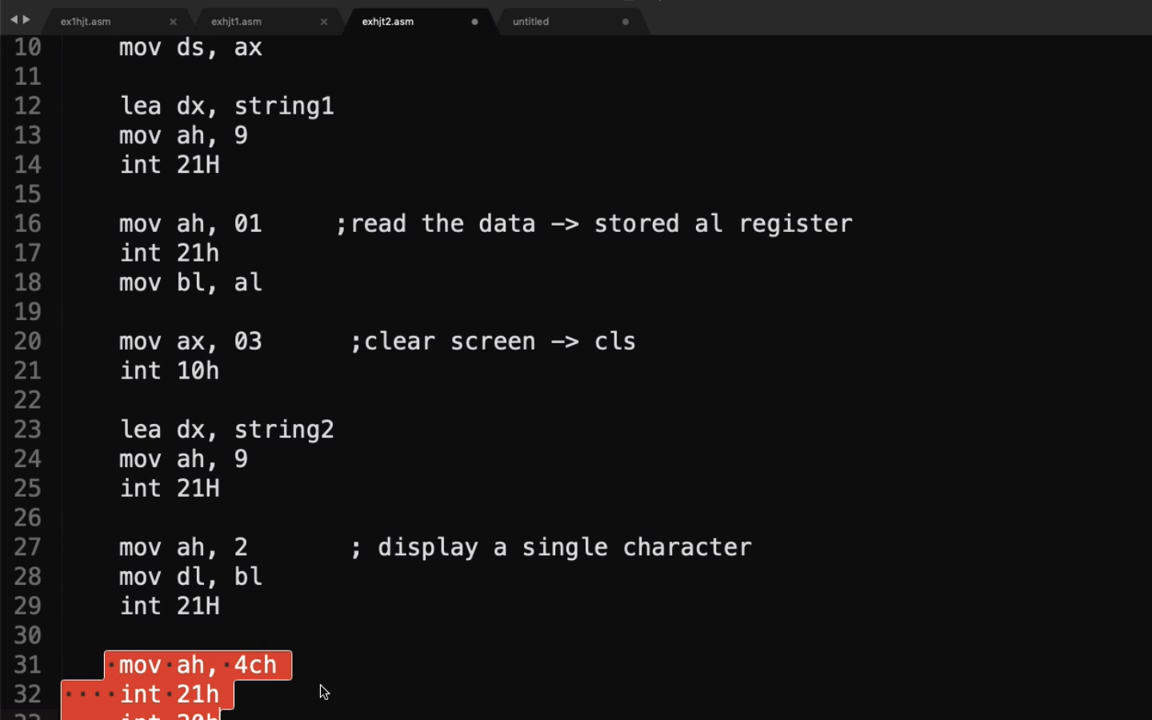 ex1hjt.asm exhjt1.asm exhjt2.asm untitled
10 mov ds, ax
11
12 lea dx, string1
13 mov ah, 9
14 int 21H
15
16 mov ah, 01 ;read the data -> stored al register
17 int 21h
18 mov bl, al
19
20 mov ax, 03 ;clear screen -> cls
21 int 10h
22
23 lea dx, string2
24 mov ah, 9
25 int 21H
26
27 mov ah, 2 ; display a single character
28 mov dl, bl
29 int 21H
30
31 mov ah, 4ch
32 int 21h
33 int 20h